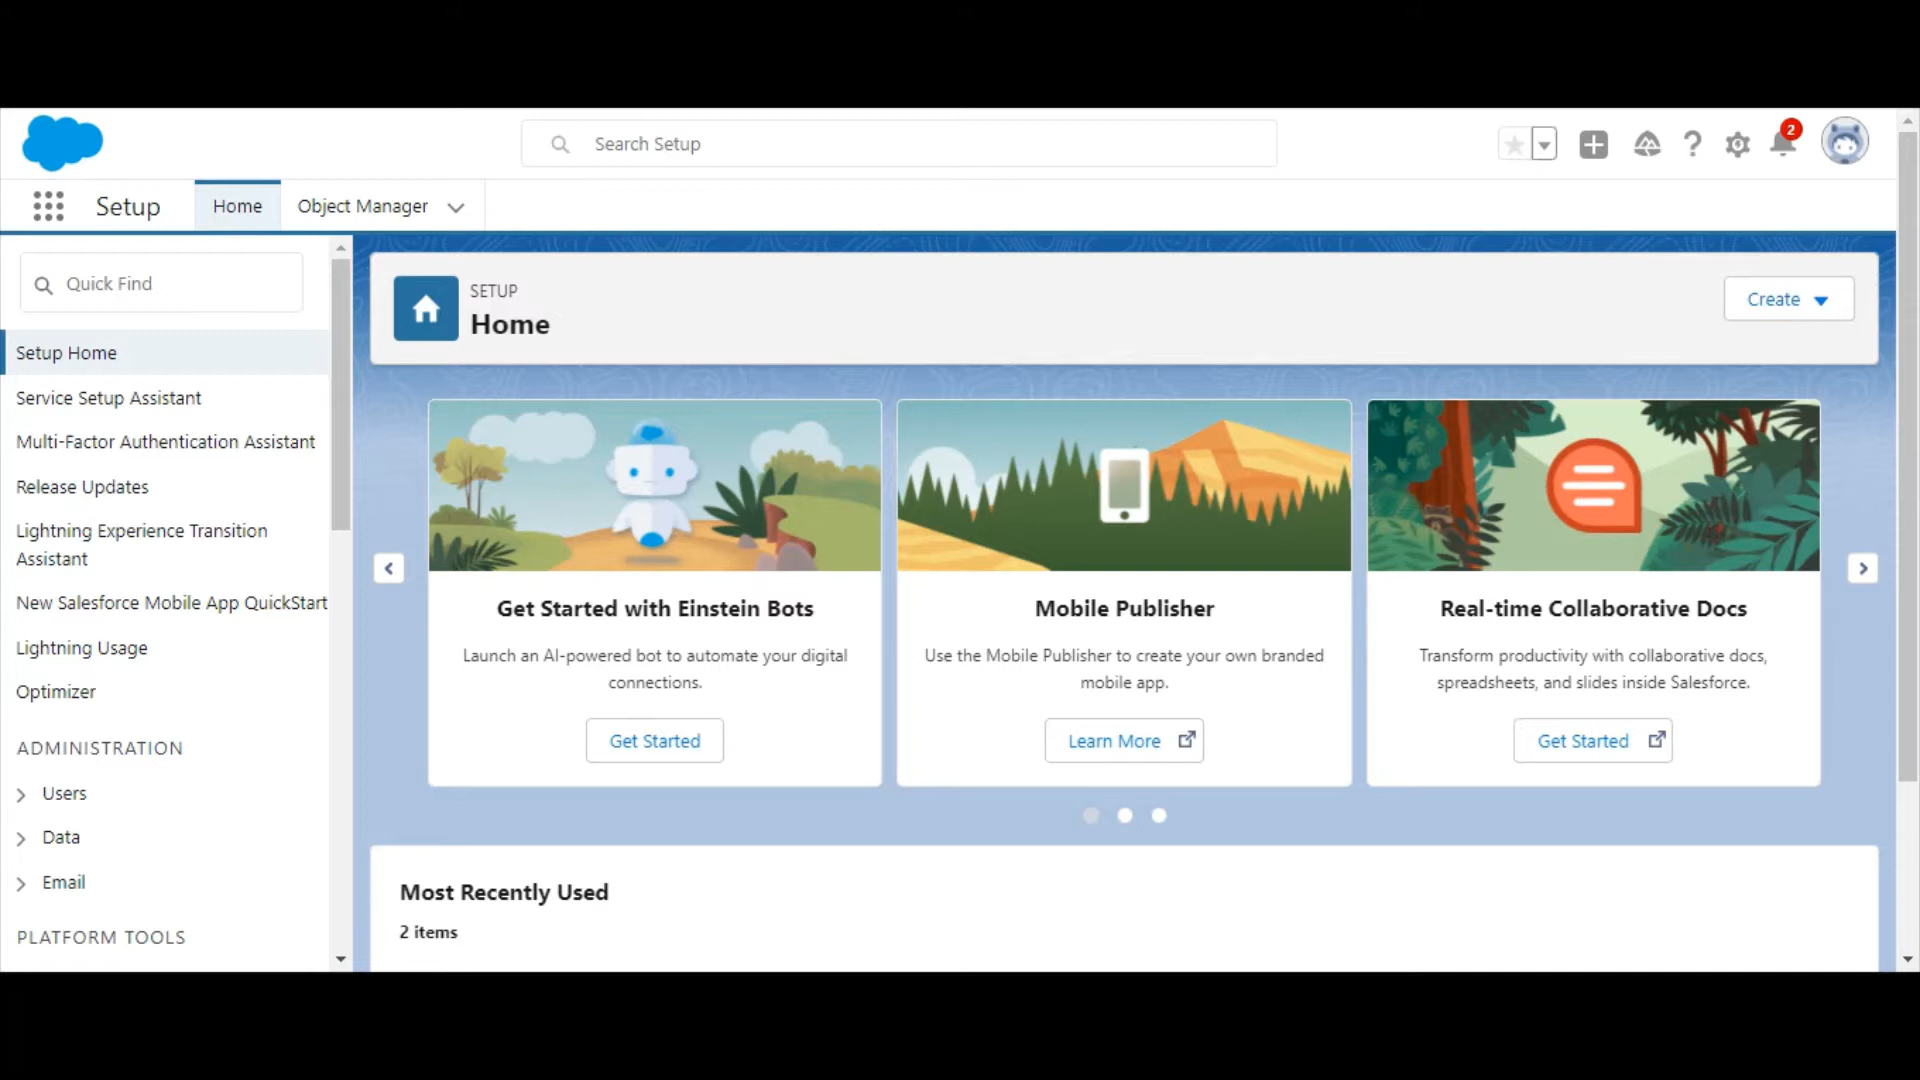 Search Setup
2
Setup
Home
Object Manager
Quick Find
Setup Home
Service Setup Assistant
Multi-Factor Authentication Assistant
Release Updates
Lightning Experience Transition
Assistant
New Salesforce Mobile App QuickStart
Lightning Usage
Optimizer
ADMINISTRATION
Users
Data
Email
PLATFORM TOOLS
SETUP
Home
Create
Get Started with Einstein Bots
Launch an AI-powered bot to automate your digital
connections.
Get Started
Mobile Publisher
Use the Mobile Publisher to create your own branded
mobile app.
Learn More
Real-time Collaborative Docs
Transform productivity with collaborative docs,
spreadsheets, and slides inside Salesforce.
Get Started
Most Recently Used
2 items